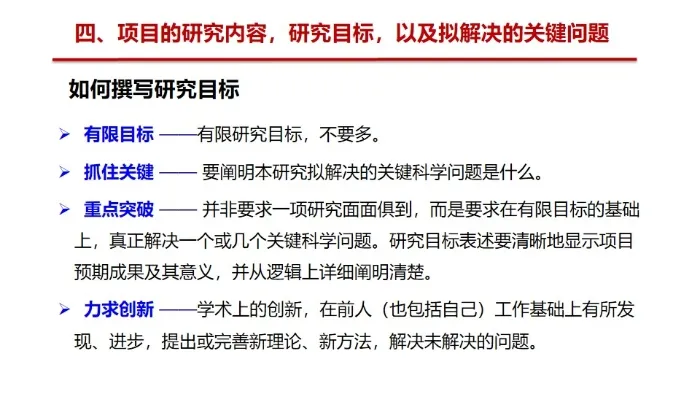 四、项目的研究内容，研究目标，以及拟解决的关键问题
如何撰写研究目标
➢ 有限目标 ——有限研究目标，不要多。
➢ 抓住关键 —— 要阐明本研究拟解决的关键科学问题是什么。
➢ 重点突破 —— 并非要求一项研究面面俱到，而是要求在有限目标的基础
上，真正解决一个或几个关键科学问题。研究目标表述要清晰地显示项目
预期成果及其意义，并从逻辑上详细阐明清楚。
➢ 力求创新 ——学术上的创新，在前人（也包括自己）工作基础上有所发
现、进步，提出或完善新理论、新方法，解决未解决的问题。